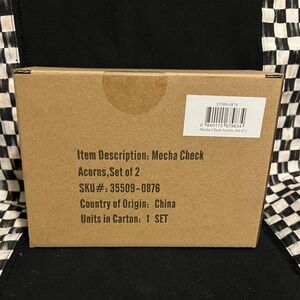 35509-0876
Mocha Check Acorns, Set of 2
Item Description: Mocha Check
Acorns,Set of 2
SKU#: 35509-0876
Country of Origin: China
Units in Carton: 1 SET